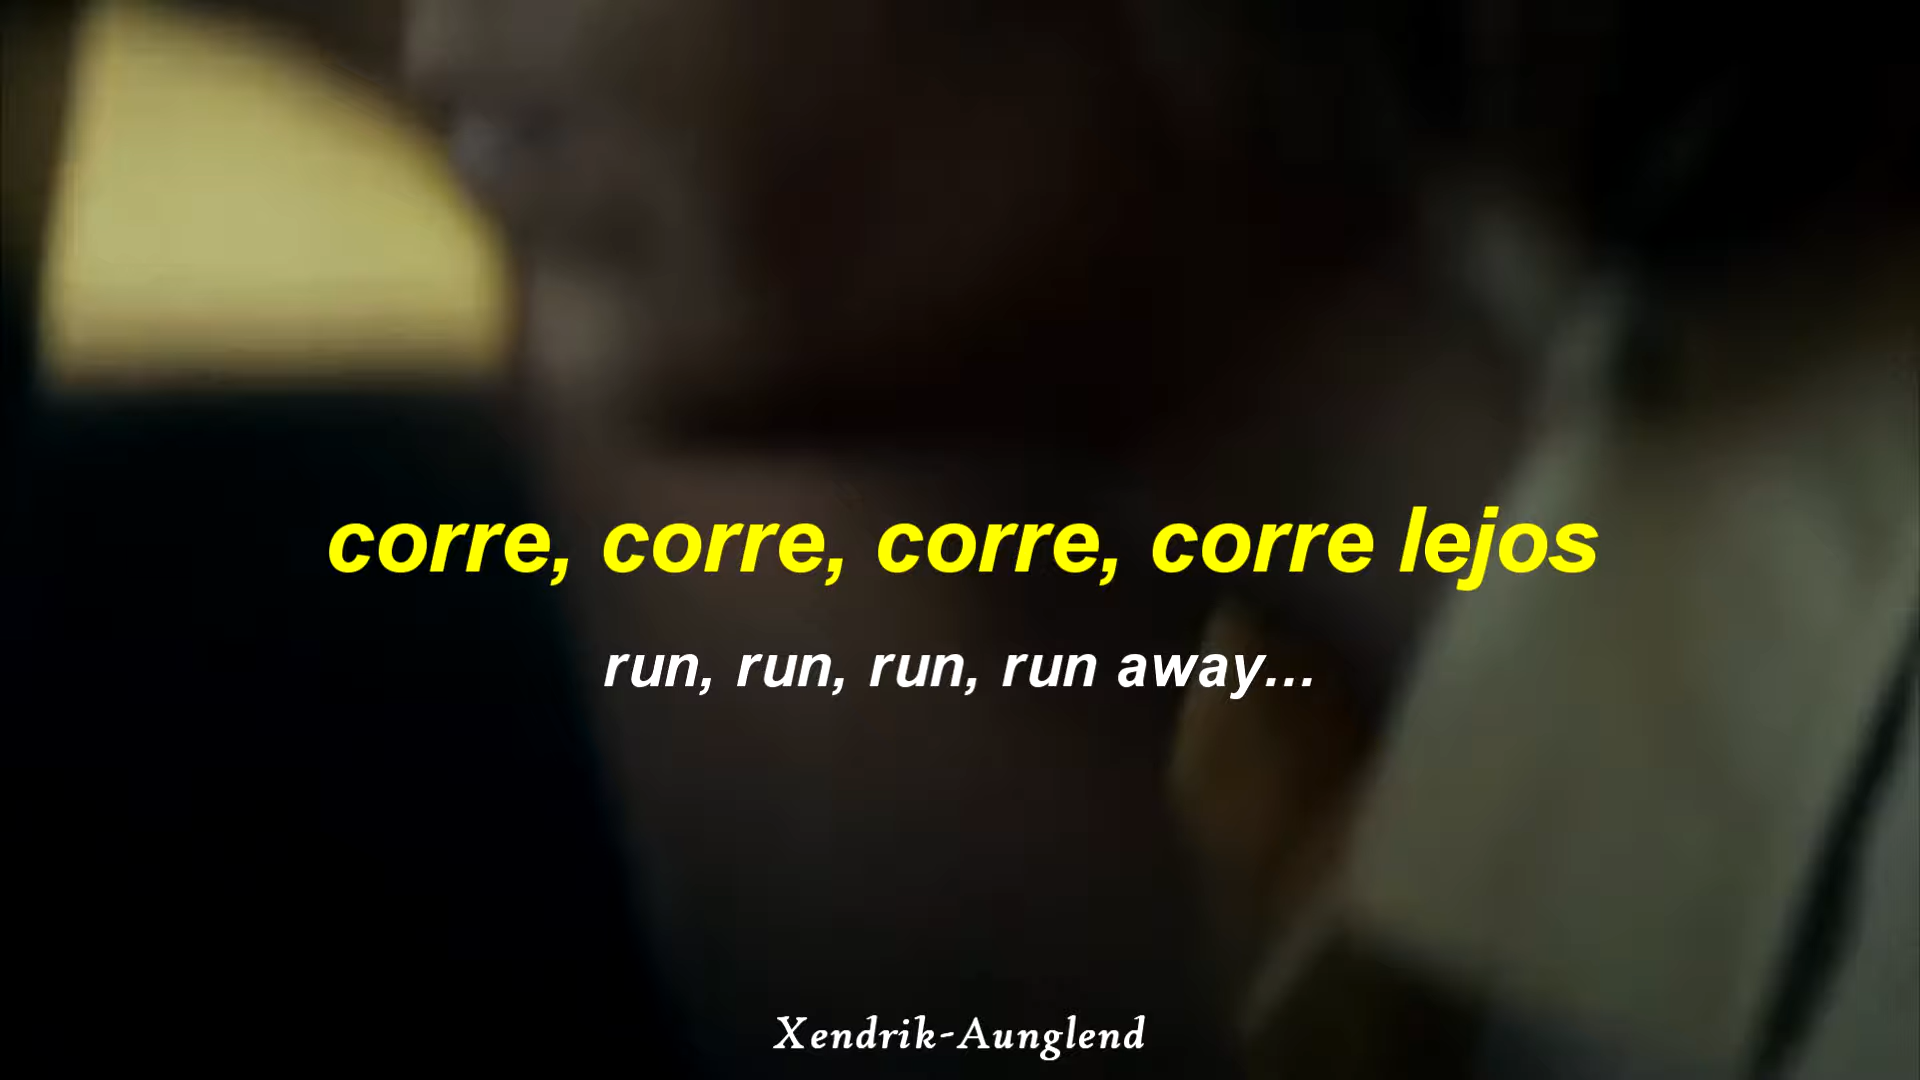 corre, corre, corre, corre lejos
run, run, run, run away...
Xendrik-Aunglend